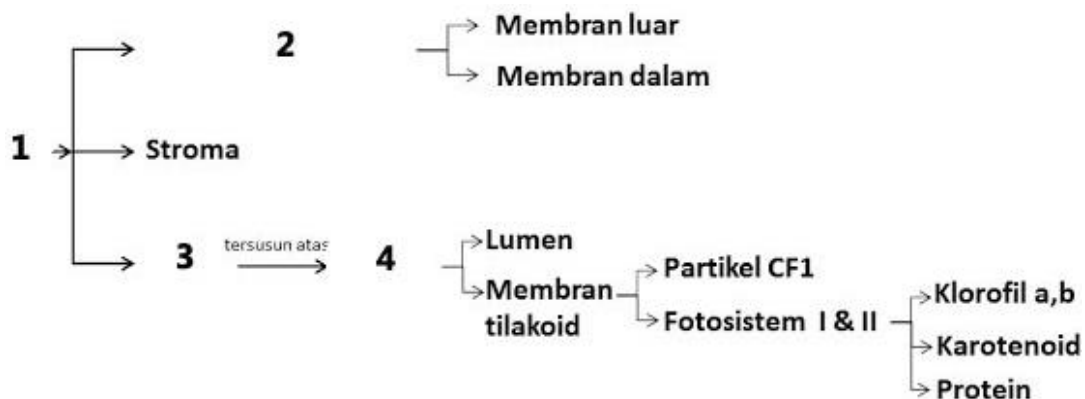 2
Membran luar
Membran dalam
1
Stroma
3
tersusun atas
4
Lumen
Membran
tilakoid
Partikel CF1
Fotosistem I & II
Klorofil a,b
Karotenoid
Protein